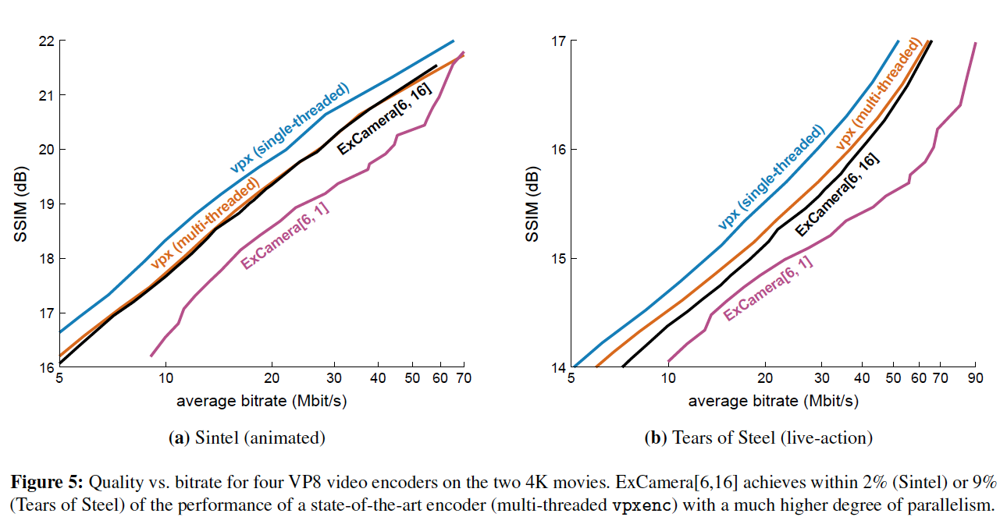 22
21
20
19
18
17
16
SSIM (dB)
vpx (single-threaded)
ExCamera[6, 16]
vpx (multi-threaded)
ExCamera[6, 1]
5 10 20 30 40 50 60 70
average bitrate (Mbit/s)
(a) Sintel (animated)
17
16
15
14
SSIM (dB)
vpx (multi-threaded)
vpx (single-threaded)
ExCamera[6, 16]
ExCamera[6, 1]
5 10 20 30 40 50 60 70 90
average bitrate (Mbit/s)
(b) Tears of Steel (live-action)
Figure 5: Quality vs. bitrate for four VP8 video encoders on the two 4K movies. ExCamera[6,16] achieves within 2% (Sintel) or 9%
(Tears of Steel) of the performance of a state-of-the-art encoder (multi-threaded vpxenc) with a much higher degree of parallelism.